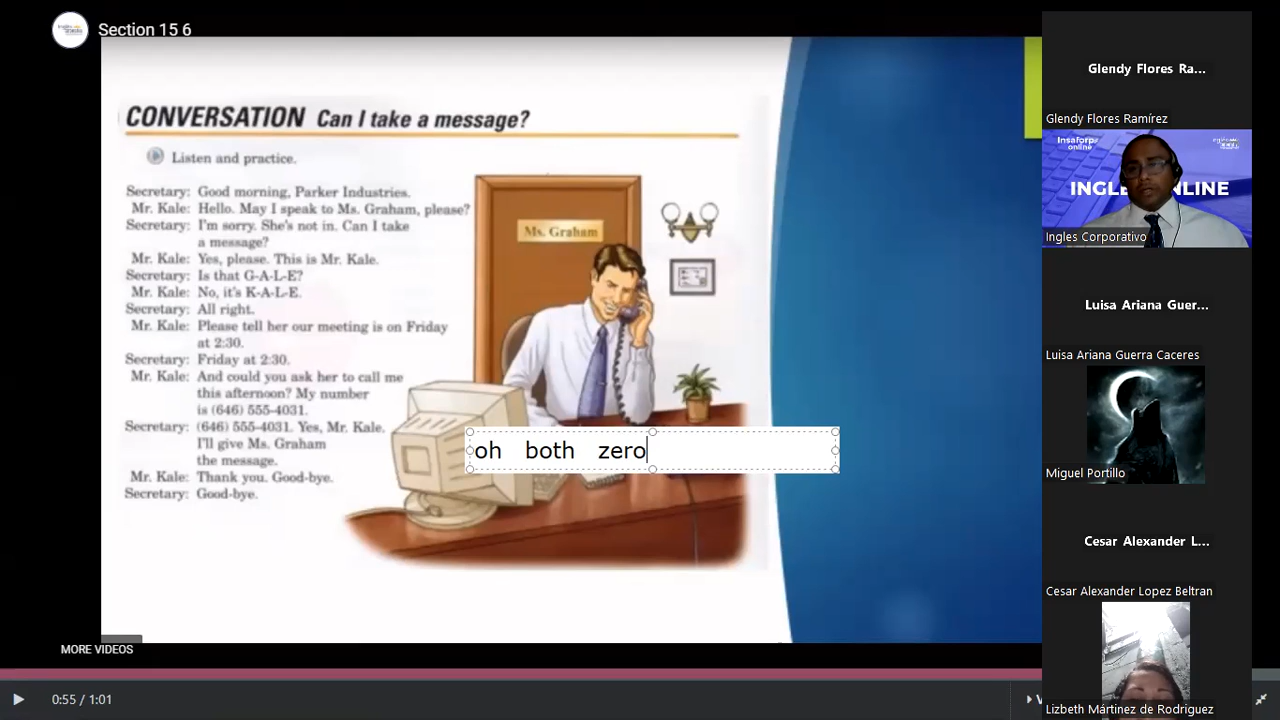 Section 15 6
CONVERSATION Can I take a message?
Listen and practice.
Secretary: Good morning, Parker Industries.
Mr. Kale: Hello. May I speak to Ms. Graham, please?
Secretary: I'm sorry. She's not in. Can I take
a message?
Mr. Kale: Yes, please. This is Mr. Kale.
Secretary: Is that G-A-L-E?
Mr. Kale: No, it's K-A-L-E.
Secretary: All right.
Mr. Kale: Please tell her our meeting is on Friday
at 2:30.
Secretary: Friday at 2:30.
Mr. Kale: And could you ask her to call me
this afternoon? My number
is (646) 555-4031.
Secretary: (646) 555-4031. Yes, Mr. Kale.
I'll give Ms. Graham
the message.
Mr. Kale: Thank you. Good-bye.
Secretary: Good-bye.
Ms. Graham
oh both zero
MORE VIDEOS
0:55 / 1:01
Glendy Flores Ra...
Glendy Flores Ramírez
Insaforp
online
Ingles Corporativo
Luisa Ariana Guer...
Luisa Ariana Guerra Caceres
Miguel Portillo
Cesar Alexander L...
Cesar Alexander Lopez Beltran
Lizbeth Martinez de Rodriguez